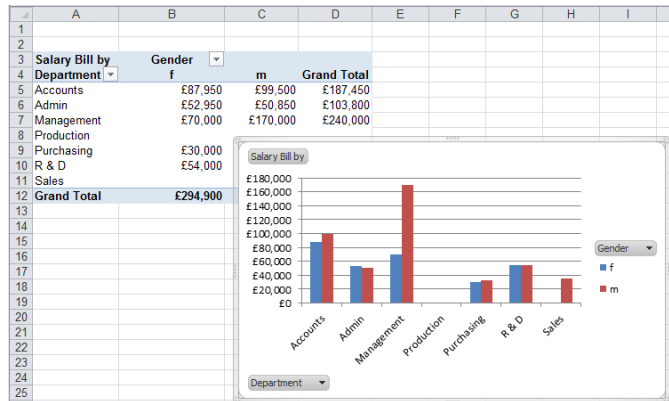 A B C D E F G H I
1
2
3 Salary Bill by Gender
4 Department f m Grand Total
5 Accounts £87,950 £99,500 £187,450
6 Admin £52,950 £50,850 £103,800
7 Management £70,000 £170,000 £240,000
8 Production
9 Purchasing £30,000
10 R & D £54,000
11 Sales
12 Grand Total £294,900
13
14
15
16
17
18
19
20
21
22
23
24
25
Salary Bill by
£180,000
£160,000
£140,000
£120,000
£100,000
£80,000
£60,000
£40,000
£20,000
£0
Accounts Admin Management Production Purchasing R & D Sales
Gender
f
m
Department